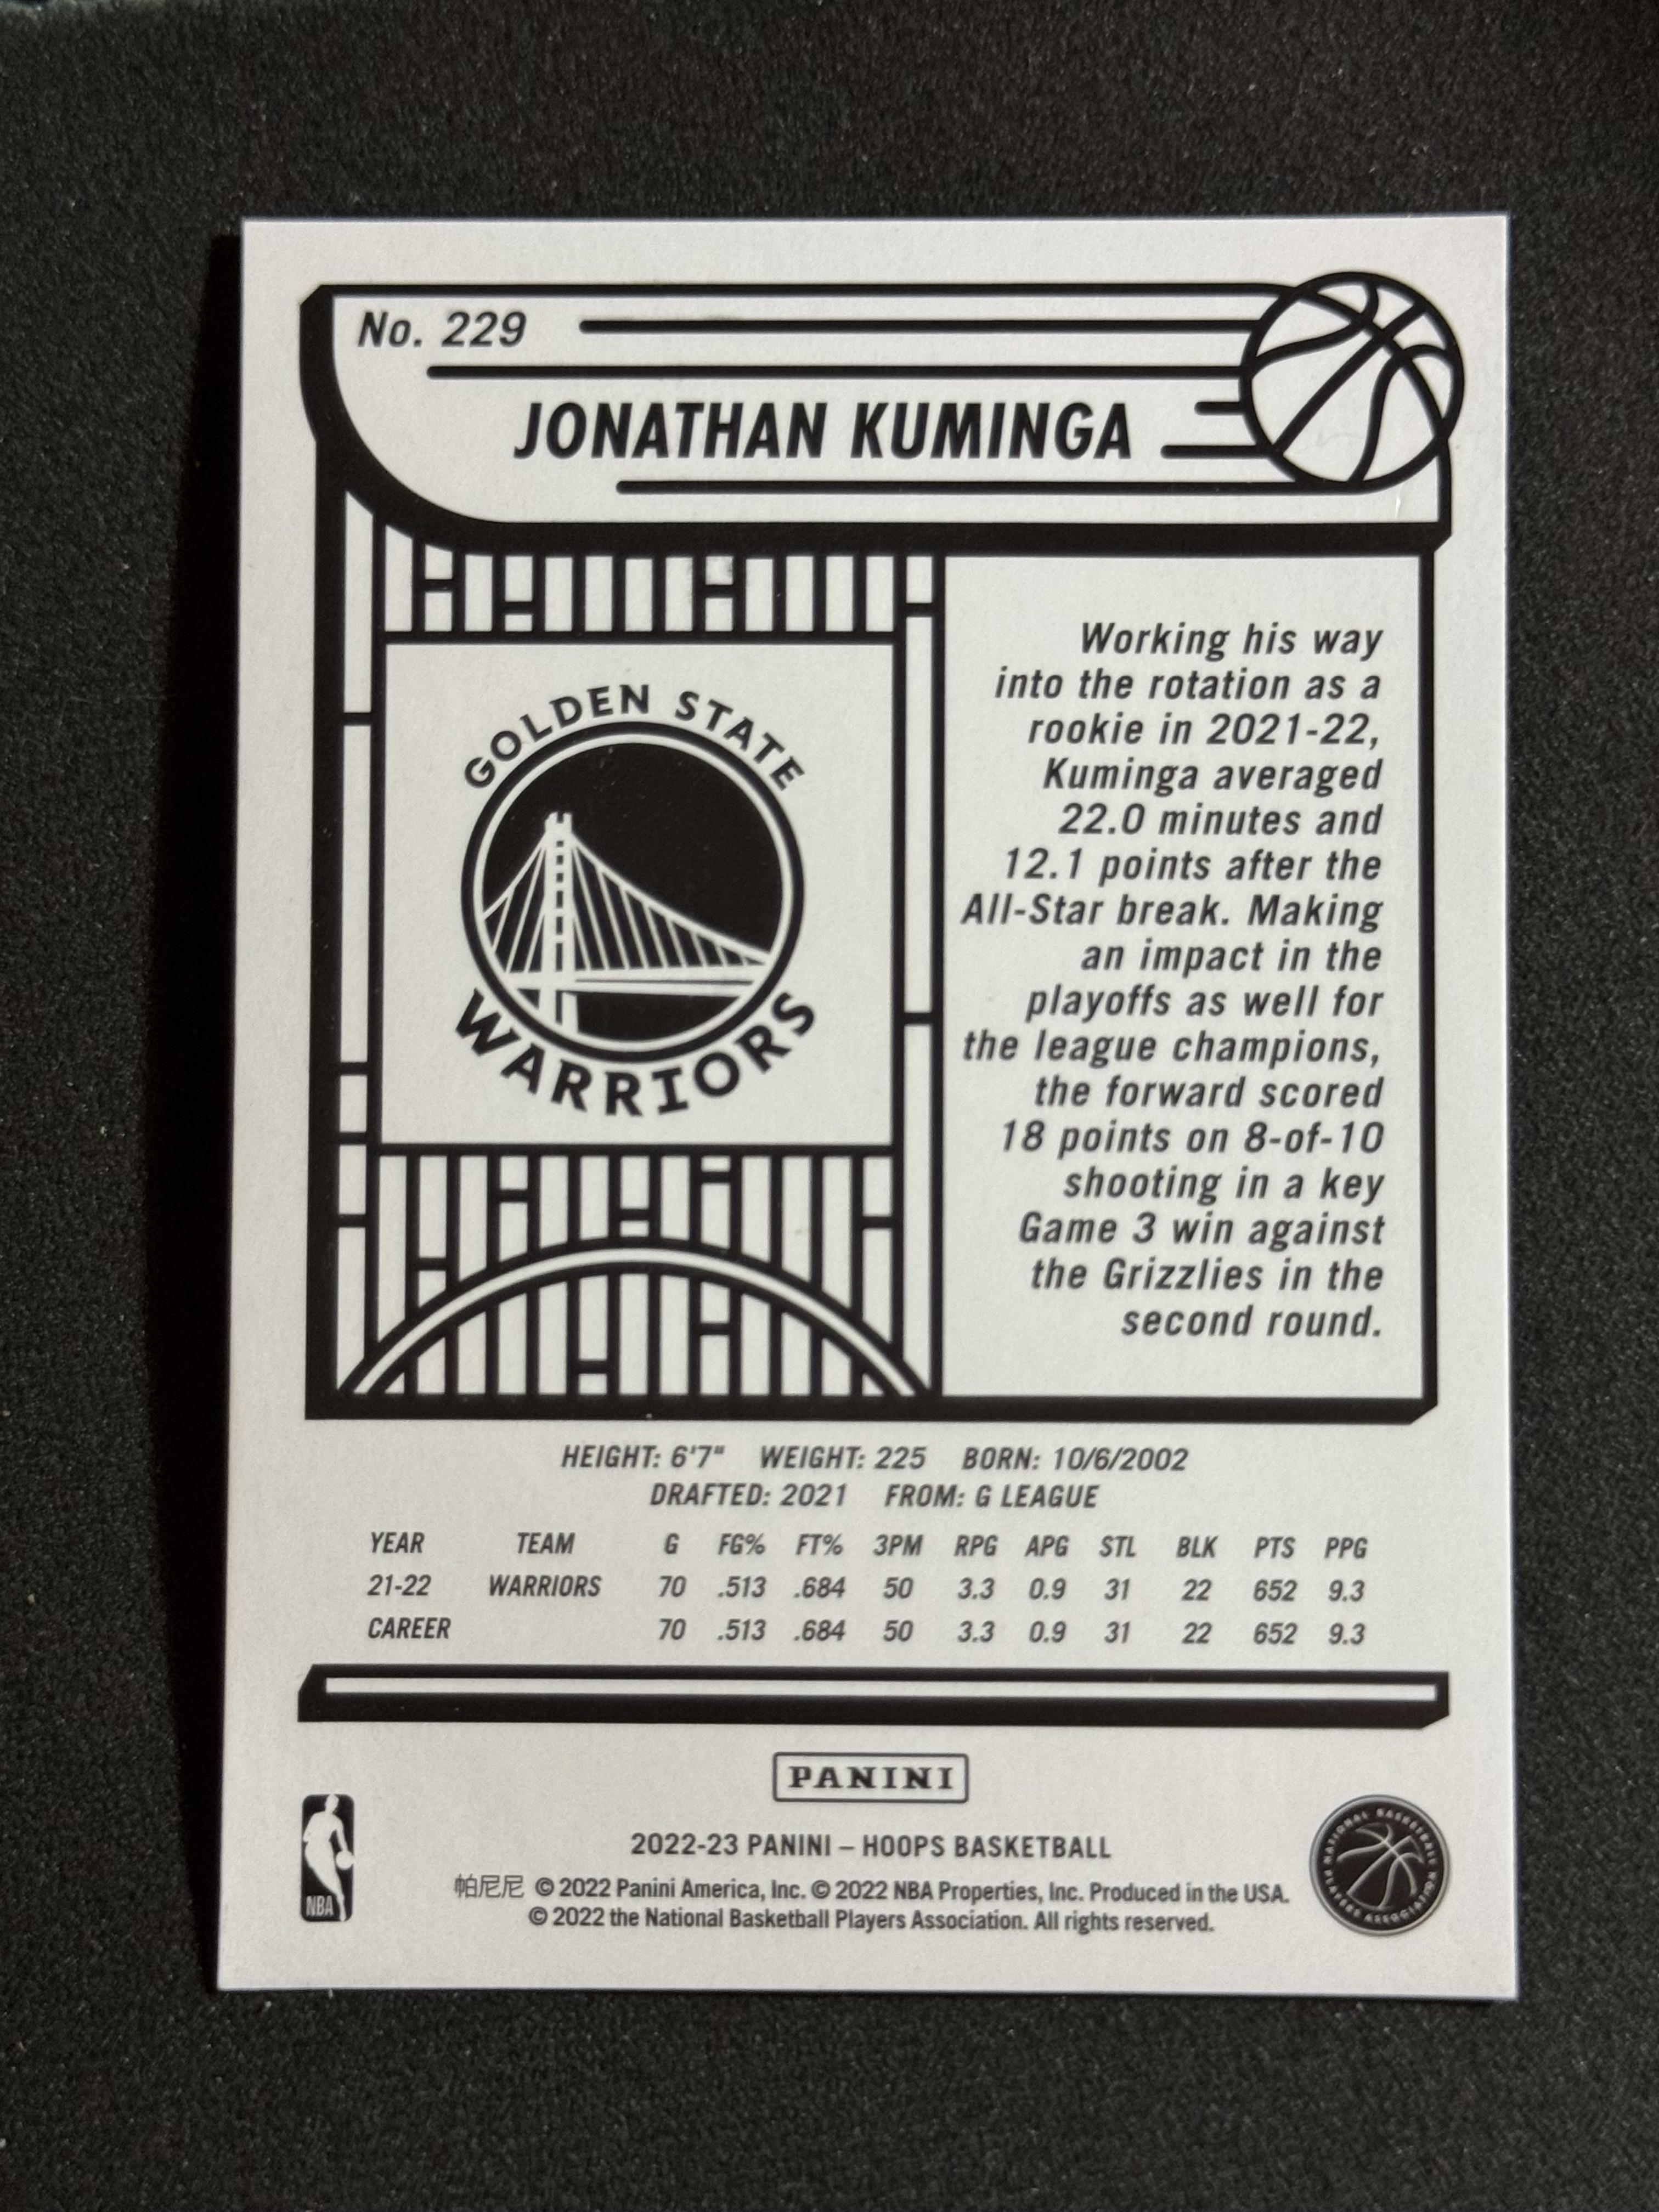 No. 229
JONATHAN KUMINGA
GOLDEN STATE
WARRIORS
Working his way
into the rotation as a
rookie in 2021-22,
Kuminga averaged
22.0 minutes and
12.1 points after the
All-Star break. Making
an impact in the
playoffs as well for
the league champions,
the forward scored
18 points on 8-of-10
shooting in a key
Game 3 win against
the Grizzlies in the
second round.
HEIGHT: 6'7" WEIGHT: 225 BORN: 10/6/2002
DRAFTED: 2021 FROM: G LEAGUE
YEAR TEAM G FG% FT% 3PM RPG APG STL BLK PTS PPG
21-22 WARRIORS 70 .513 .684 50 3.3 0.9 31 22 652 9.3
CAREER 70 .513 .684 50 3.3 0.9 31 22 652 9.3
PANINI
2022-23 PANINI – HOOPS BASKETBALL
帕尼尼 © 2022 Panini America, Inc. © 2022 NBA Properties, Inc. Produced in the USA.
© 2022 the National Basketball Players Association. All rights reserved.
NBA
NATIONAL BASKETBALL PLAYERS ASSOCIATION